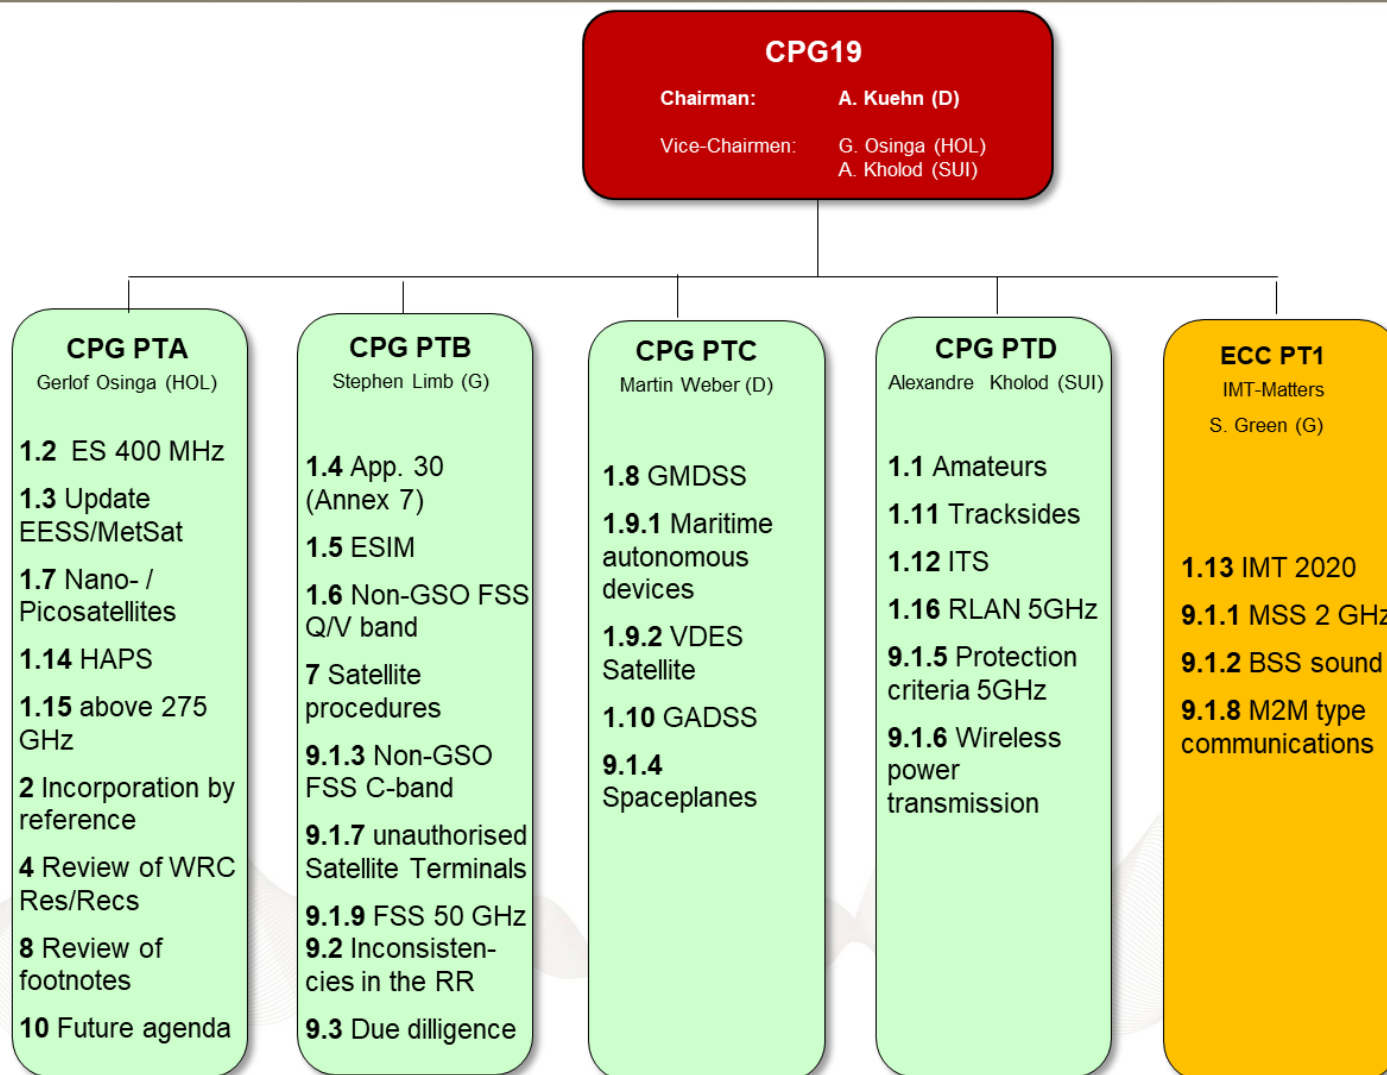 CPG19
Chairman: A. Kuehn (D)
Vice-Chairmen: G. Osinga (HOL)
A. Kholod (SUI)
CPG PTA
Gerlof Osinga (HOL)
1.2 ES 400 MHz
1.3 Update
EESS/MetSat
1.7 Nano- /
Picosatellites
1.14 HAPS
1.15 above 275
GHz
2 Incorporation by
reference
4 Review of WRC
Res/Recs
8 Review of
footnotes
10 Future agenda
CPG PTB
Stephen Limb (G)
1.4 App. 30
(Annex 7)
1.5 ESIM
1.6 Non-GSO FSS
Q/V band
7 Satellite
procedures
9.1.3 Non-GSO
FSS C-band
9.1.7 unauthorised
Satellite Terminals
9.1.9 FSS 50 GHz
9.2 Inconsisten-
cies in the RR
9.3 Due dilligence
CPG PTC
Martin Weber (D)
1.8 GMDSS
1.9.1 Maritime
autonomous
devices
1.9.2 VDES
Satellite
1.10 GADSS
9.1.4
Spaceplanes
CPG PTD
Alexandre Kholod (SUI)
1.1 Amateurs
1.11 Tracksides
1.12 ITS
1.16 RLAN 5GHz
9.1.5 Protection
criteria 5GHz
9.1.6 Wireless
power
transmission
ECC PT1
IMT-Matters
S. Green (G)
1.13 IMT 2020
9.1.1 MSS 2 GHz
9.1.2 BSS sound
9.1.8 M2M type
communications